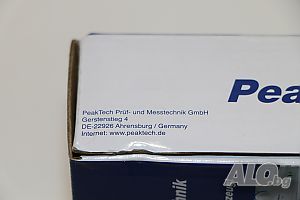 Pea
PeakTech Prüf- und Messtechnik GmbH
Gerstenstieg 4
DE-22926 Ahrensburg / Germany
Internet: www.peaktech.de
ALO.bg